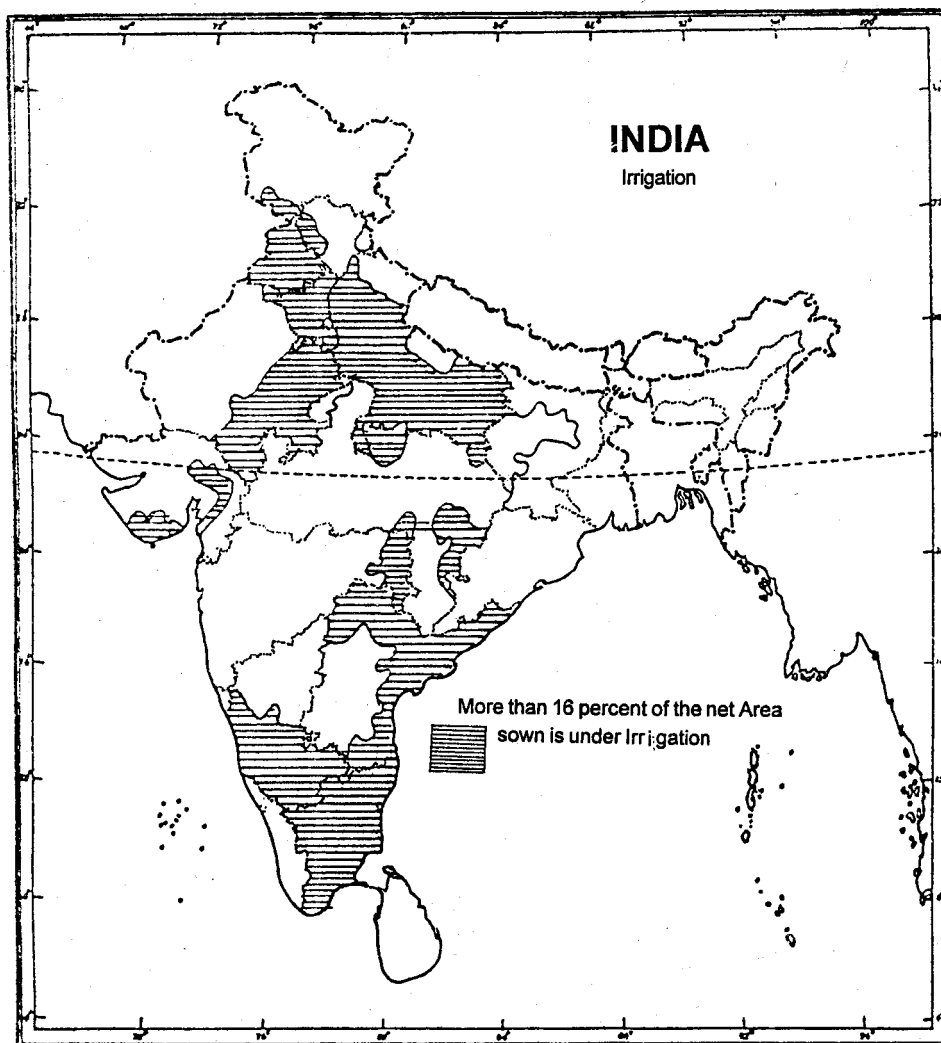 INDIA
Irrigation
More than 16 percent of the net Area
sown is under Irrigation